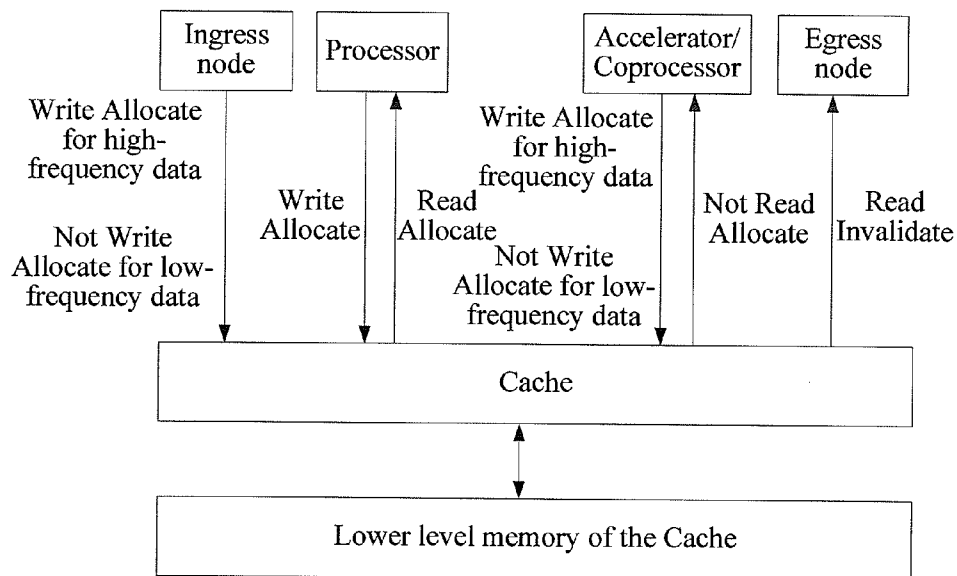 Ingress
node
Processor
Accelerator/
Coprocessor
Egress
node
Write Allocate
for high-
frequency data
Not Write
Allocate for low-
frequency data
Write
Allocate
Read
Allocate
Write Allocate
for high-
frequency data
Not Write
Allocate for low-
frequency data
Not Read
Allocate
Read
Invalidate
Cache
Lower level memory of the Cache